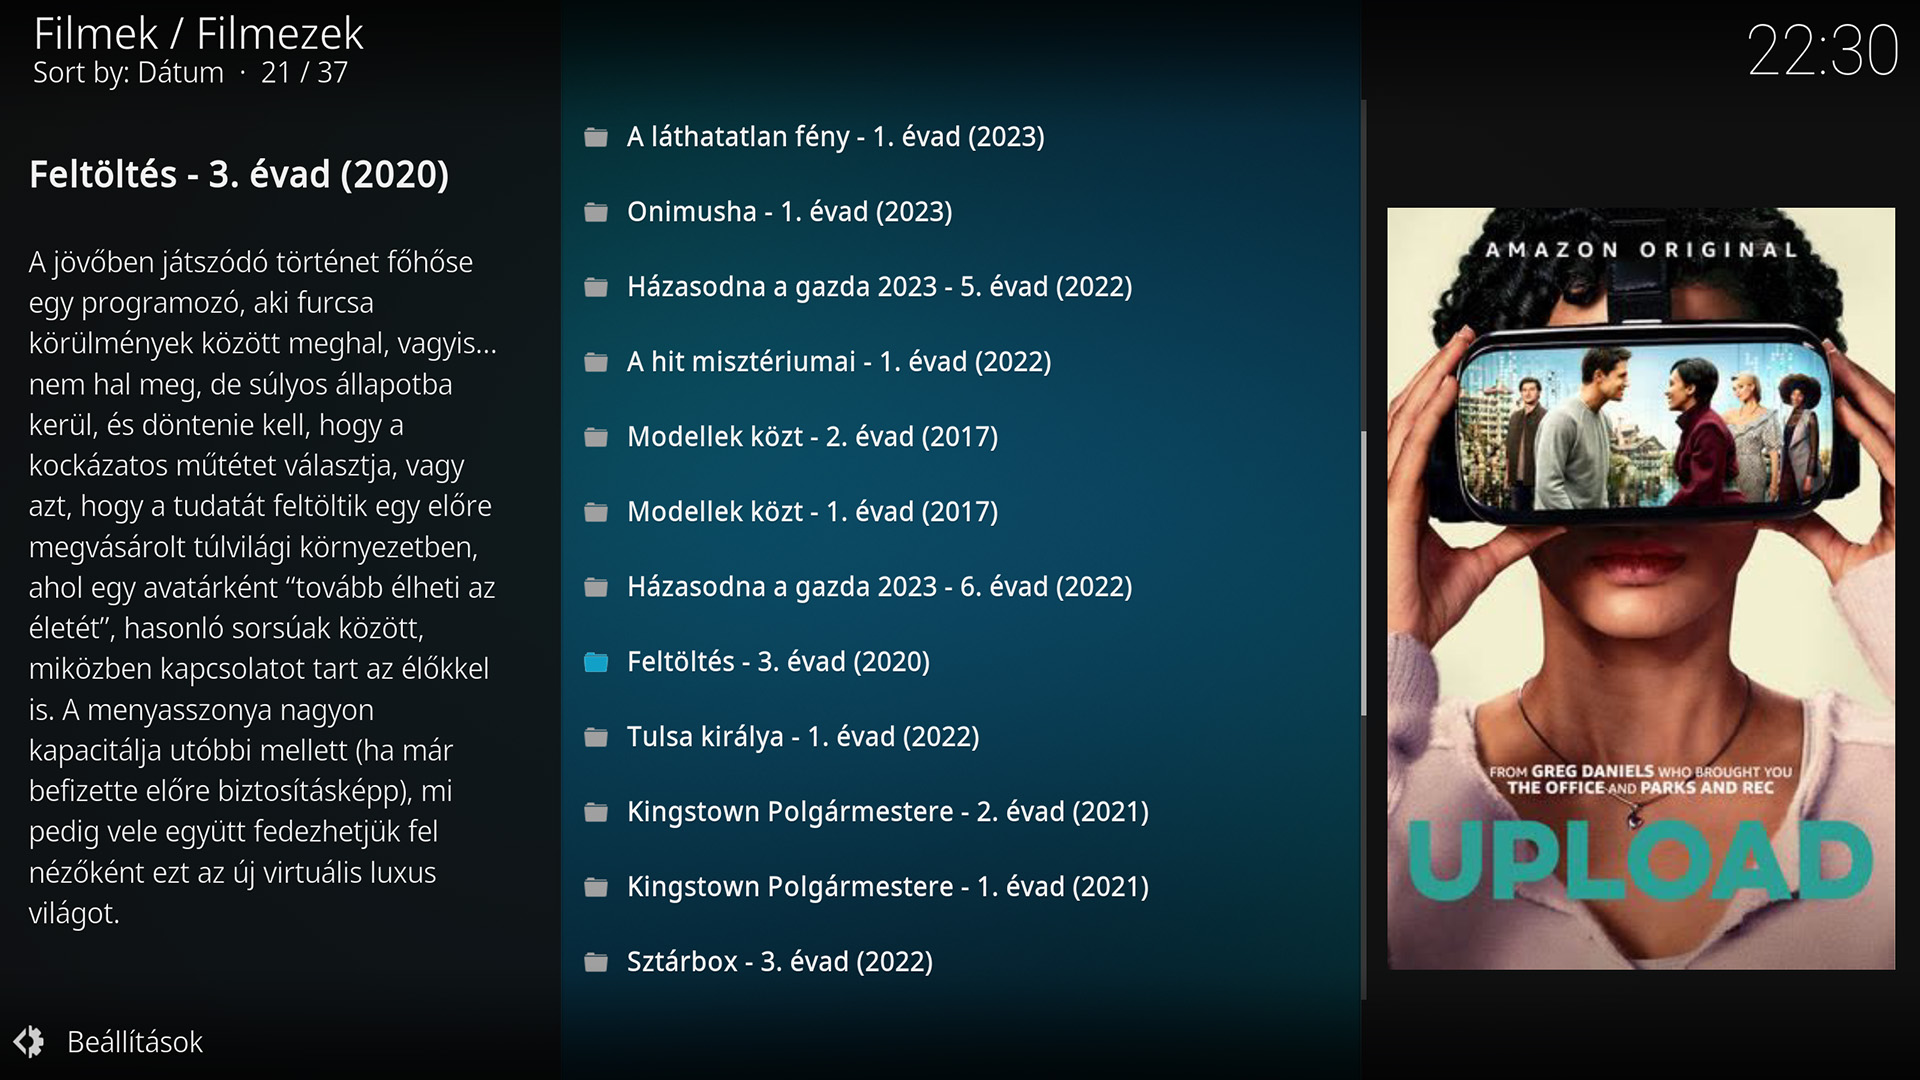 Filmek / Filmezek
Sort by: Dátum · 21 / 37
22:30
Feltöltés - 3. évad (2020)
A jövőben játszódó történet főhőse
egy programozó, aki furcsa
körülmények között meghal, vagyis...
nem hal meg, de súlyos állapotba
kerül, és döntenie kell, hogy a
kockázatos műtétet választja, vagy
azt, hogy a tudatát feltöltik egy előre
megvásárolt túlvilági környezetben,
ahol egy avatárként “tovább élheti az
életét”, hasonló sorsúak között,
miközben kapcsolatot tart az élőkkel
is. A menyasszonya nagyon
kapacitálja utóbbi mellett (ha már
befizette előre biztosításképp), mi
pedig vele együtt fedezhetjük fel
nézőként ezt az új virtuális luxus
világot.
Beállítások
A láthatatlan fény - 1. évad (2023)
Onimusha - 1. évad (2023)
Házasodna a gazda 2023 - 5. évad (2022)
A hit misztériumai - 1. évad (2022)
Modellek közt - 2. évad (2017)
Modellek közt - 1. évad (2017)
Házasodna a gazda 2023 - 6. évad (2022)
Feltöltés - 3. évad (2020)
Tulsa királya - 1. évad (2022)
Kingstown Polgármestere - 2. évad (2021)
Kingstown Polgármestere - 1. évad (2021)
Sztárbox - 3. évad (2022)
AMAZON ORIGINAL
FROM GREG DANIELS WHO BROUGHT YOU
THE OFFICE AND PARKS AND REC
UPLOAD